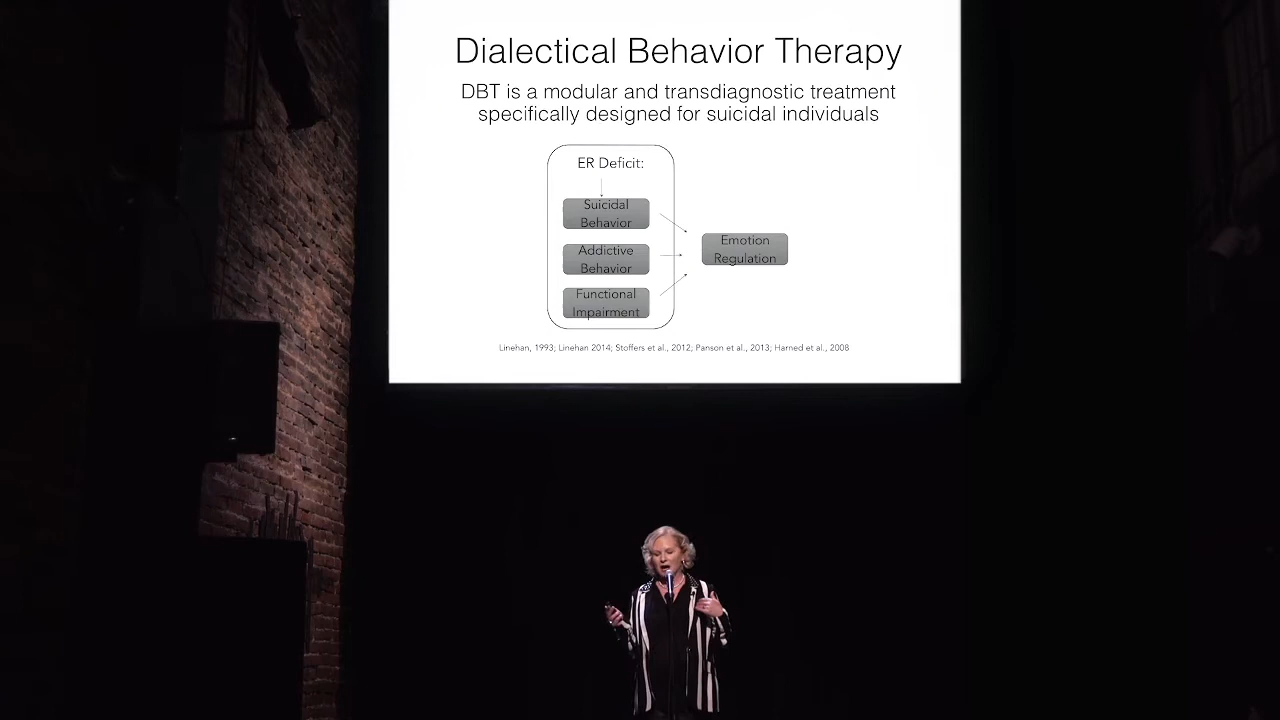 Dialectical Behavior Therapy
DBT is a modular and transdiagnostic treatment
specifically designed for suicidal individuals
ER Deficit:
Suicidal
Behavior
Addictive
Behavior
Functional
Impairment
Emotion
Regulation
Linehan, 1993; Linehan 2014; Stoffers et al., 2012; Panson et al., 2013; Harned et al., 2008